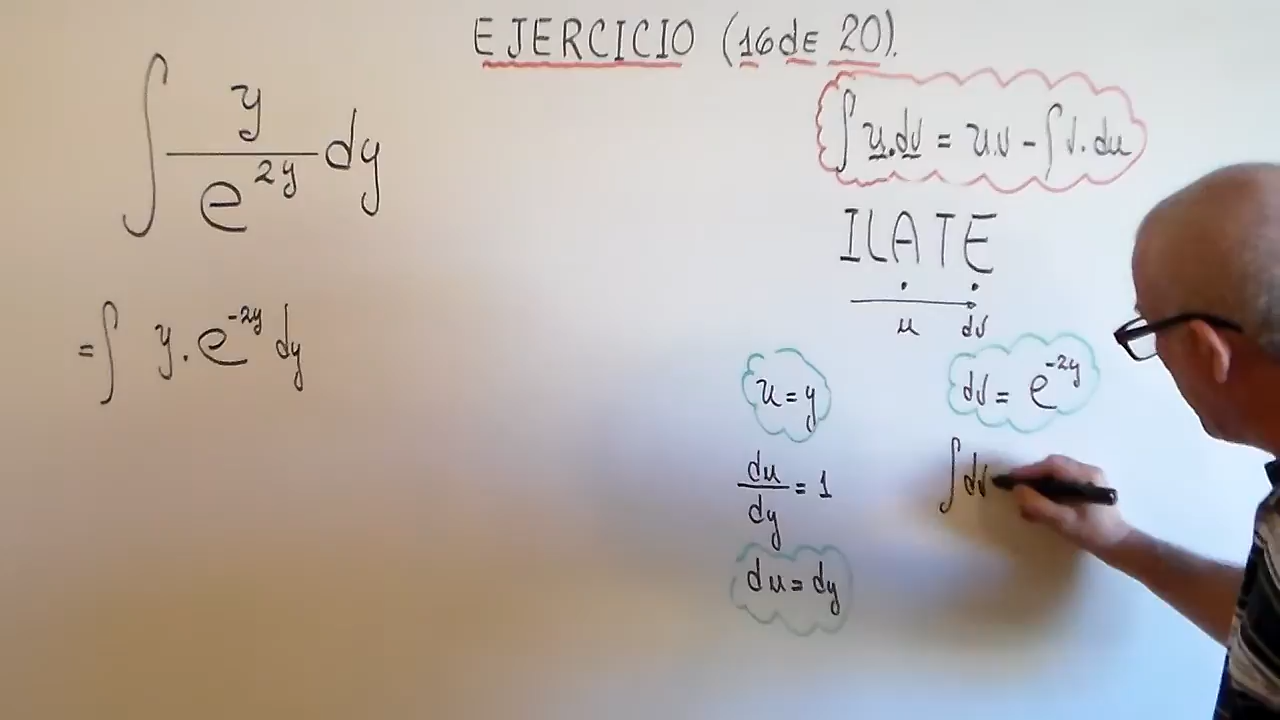 EJERCICIO (16 de 20).
∫ y/e^{2y} dy
∫ u.dv = u.v - ∫ v.du
ILATE
u dv
= ∫ y.e^{-2y} dy
u = y
dv = e^{-2y}
du/dy = 1
∫ dv
du = dy